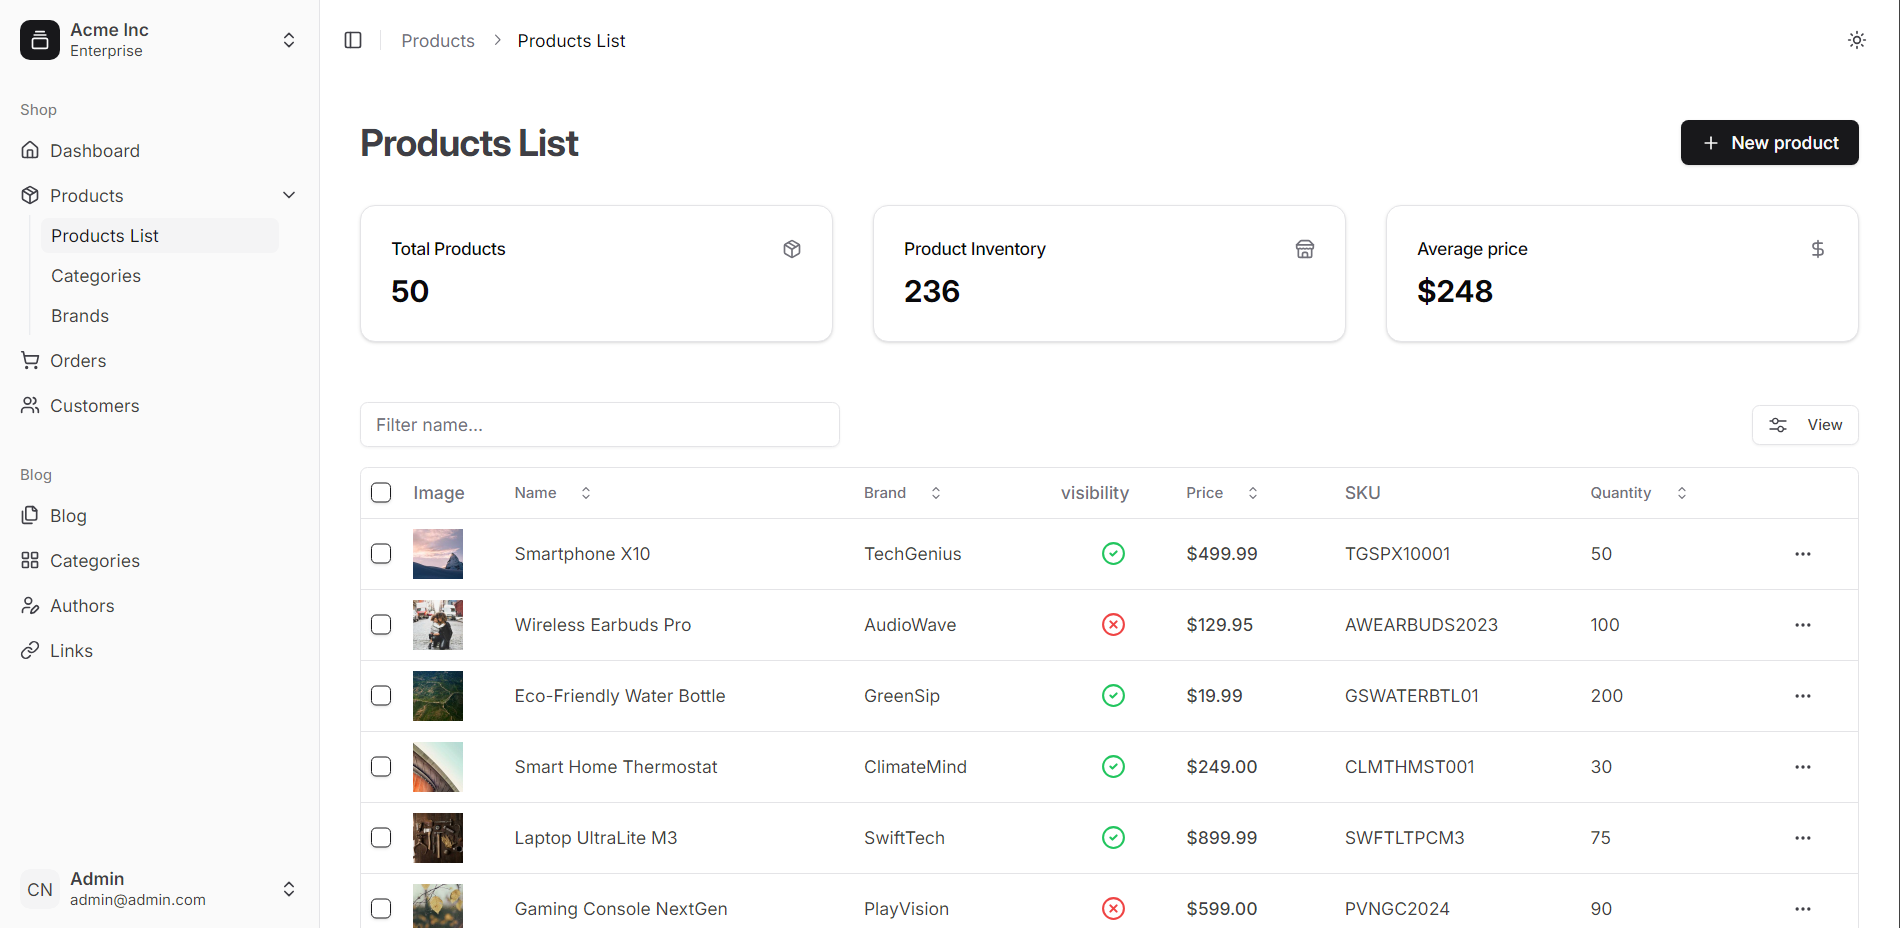 Acme Inc
Enterprise
Shop
Dashboard
Products
Products List
Categories
Brands
Orders
Customers
Blog
Blog
Categories
Authors
Links
CN
Admin
admin@admin.com
Products
Products List
Products List
New product
Total Products
50
Product Inventory
236
Average price
$248
Filter name...
View
Image Name Brand visibility Price SKU Quantity
Smartphone X10 TechGenius $499.99 TGSPX10001 50
Wireless Earbuds Pro AudioWave $129.95 AWEARBUDS2023 100
Eco-Friendly Water Bottle GreenSip $19.99 GSWATERBTL01 200
Smart Home Thermostat ClimateMind $249.00 CLMTHMST001 30
Laptop UltraLite M3 SwiftTech $899.99 SWFTLTPCM3 75
Gaming Console NextGen PlayVision $599.00 PVNGC2024 90